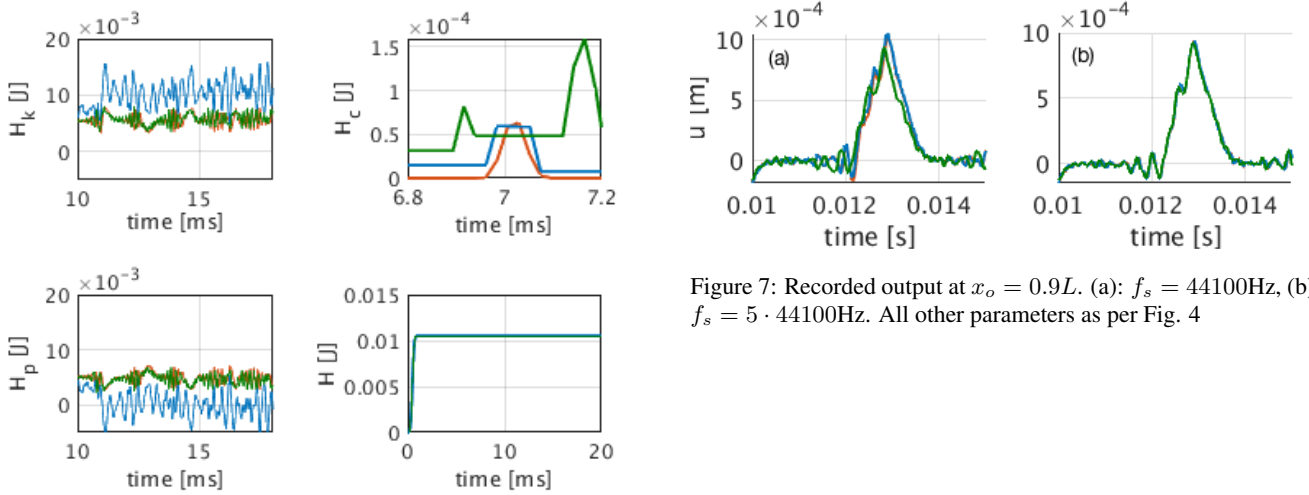 ×10⁻³
H_k [J]
20
10
0
10
15
time [ms]
×10⁻⁴
H_c [J]
1.5
1
0.5
0
6.8
7
7.2
time [ms]
×10⁻³
H_p [J]
20
10
0
10
15
time [ms]
H [J]
0.015
0.01
0.005
0
0
10
20
time [ms]
×10⁻⁴
(a)
u [m]
10
5
0
0.01
0.012
0.014
time [s]
×10⁻⁴
(b)
10
5
0
0.01
0.012
0.014
time [s]
Figure 7: Recorded output at x_o = 0.9L. (a): f_s = 44100Hz, (b)
f_s = 5 · 44100Hz. All other parameters as per Fig. 4